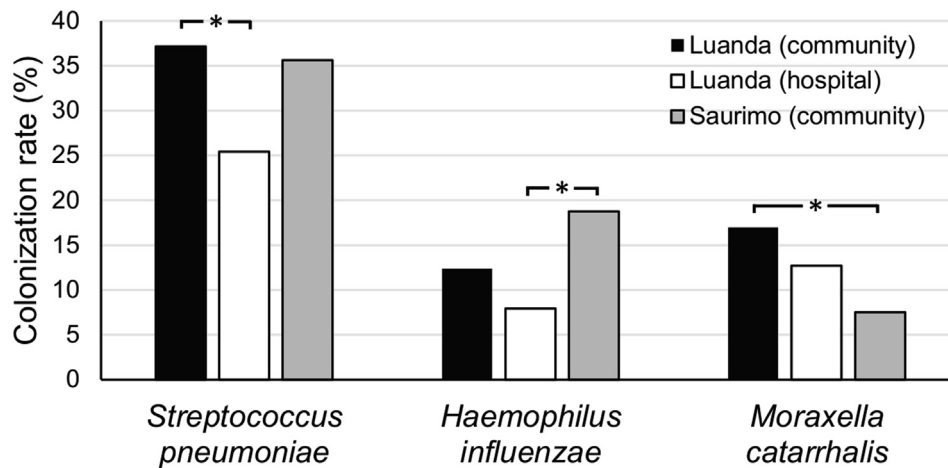 40
35
30
25
20
15
10
5
0
Colonization rate (%)
*
*
*
Luanda (community)
Luanda (hospital)
Saurimo (community)
Streptococcus
pneumoniae
Haemophilus
influenzae
Moraxella
catarrhalis